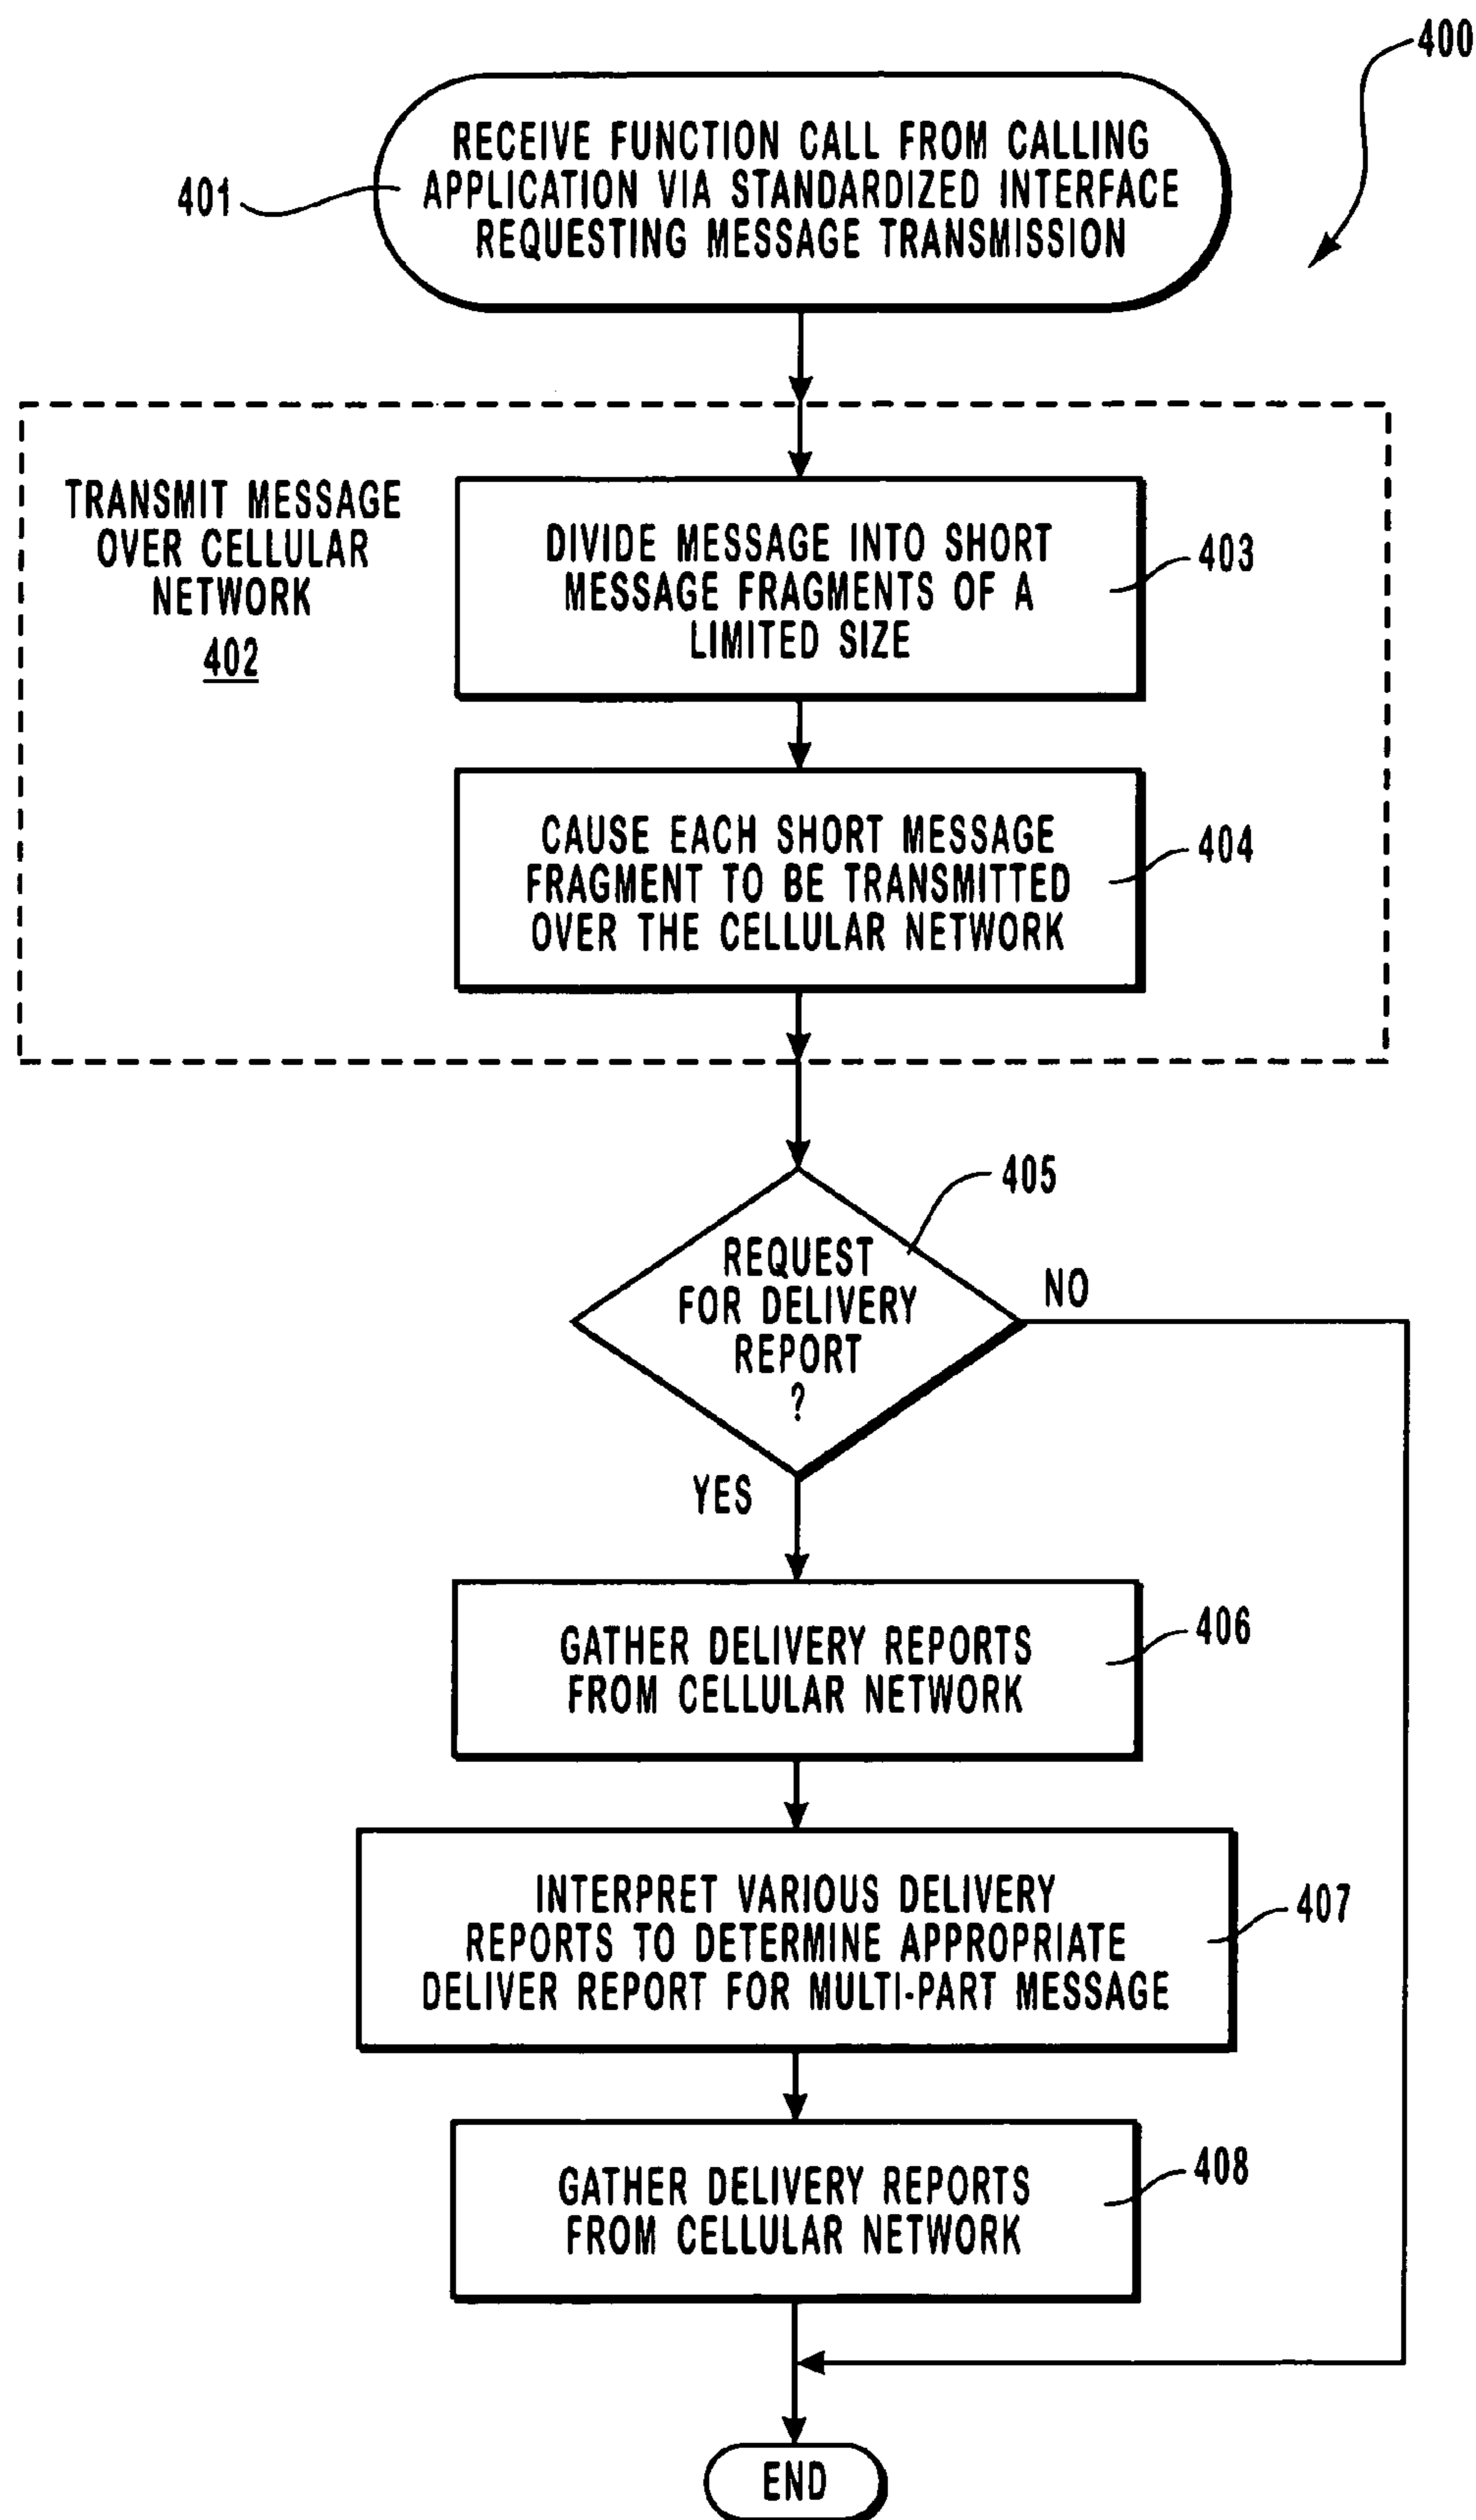 400
RECEIVE FUNCTION CALL FROM CALLING
APPLICATION VIA STANDARDIZED INTERFACE
REQUESTING MESSAGE TRANSMISSION
401
TRANSMIT MESSAGE
OVER CELLULAR
NETWORK
402
DIVIDE MESSAGE INTO SHORT
MESSAGE FRAGMENTS OF A
LIMITED SIZE
403
CAUSE EACH SHORT MESSAGE
FRAGMENT TO BE TRANSMITTED
OVER THE CELLULAR NETWORK
404
REQUEST
FOR DELIVERY
REPORT
?
405
NO
YES
GATHER DELIVERY REPORTS
FROM CELLULAR NETWORK
406
INTERPRET VARIOUS DELIVERY
REPORTS TO DETERMINE APPROPRIATE
DELIVER REPORT FOR MULTI-PART MESSAGE
407
GATHER DELIVERY REPORTS
FROM CELLULAR NETWORK
408
END